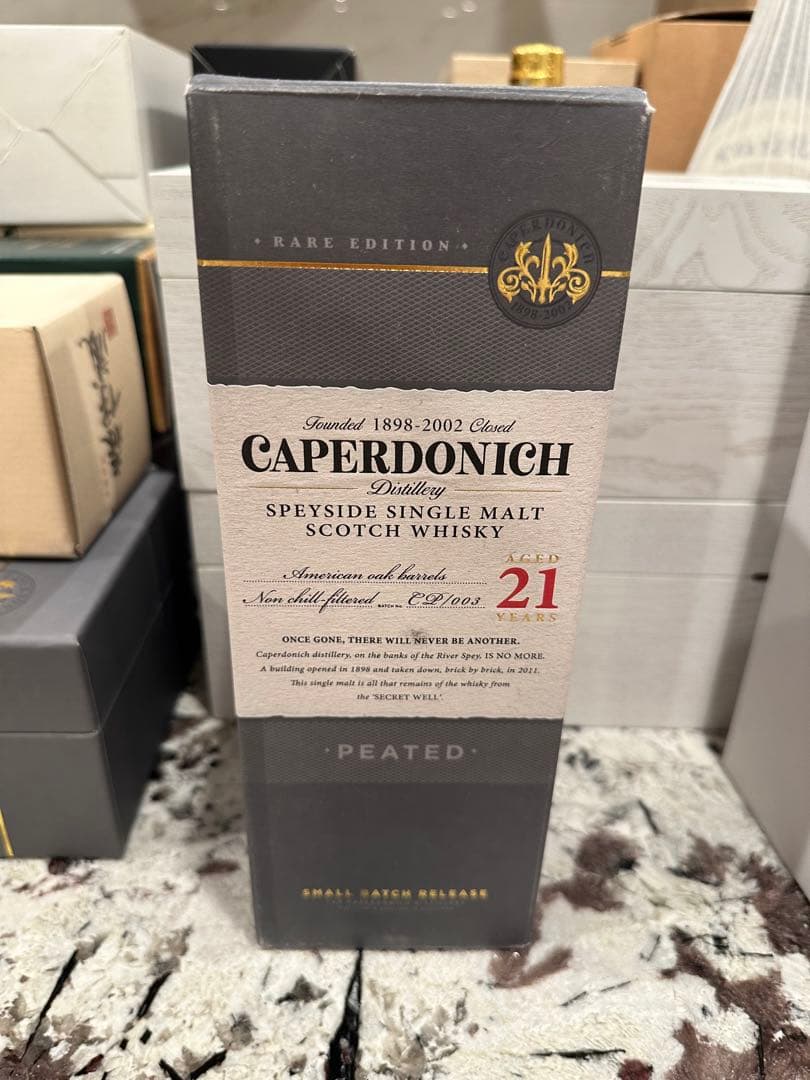 RARE EDITION
CAPERDONICH
1898-2002
Founded 1898-2002 Closed
CAPERDONICH
Distillery
SPEYSIDE SINGLE MALT
SCOTCH WHISKY
American oak barrels
Non chill-filtered BATCH No. CP/003
AGED
21
YEARS
ONCE GONE, THERE WILL NEVER BE ANOTHER.
Caperdonich distillery, on the banks of the River Spey, IS NO MORE.
A building opened in 1898 and taken down, brick by brick, in 2011.
This single malt is all that remains of the whisky from
the 'SECRET WELL'.
·PEATED·
SMALL BATCH RELEASE